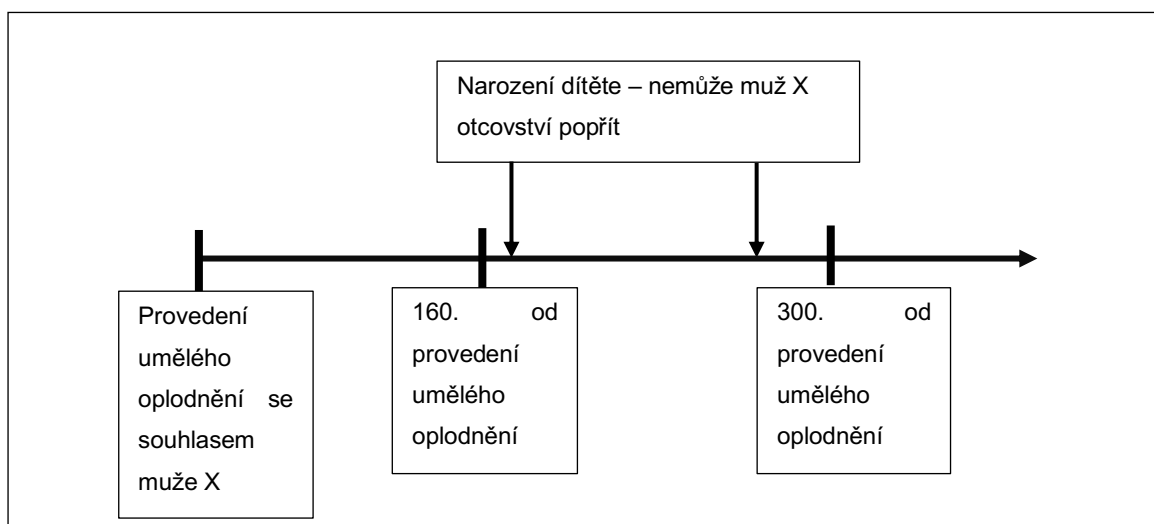 Narození dítěte – nemůže muž X
otcovství popřít
Provedení
umělého
oplodnění se
souhlasem
muže X
160. od
provedení
umělého
oplodnění
300. od
provedení
umělého
oplodnění